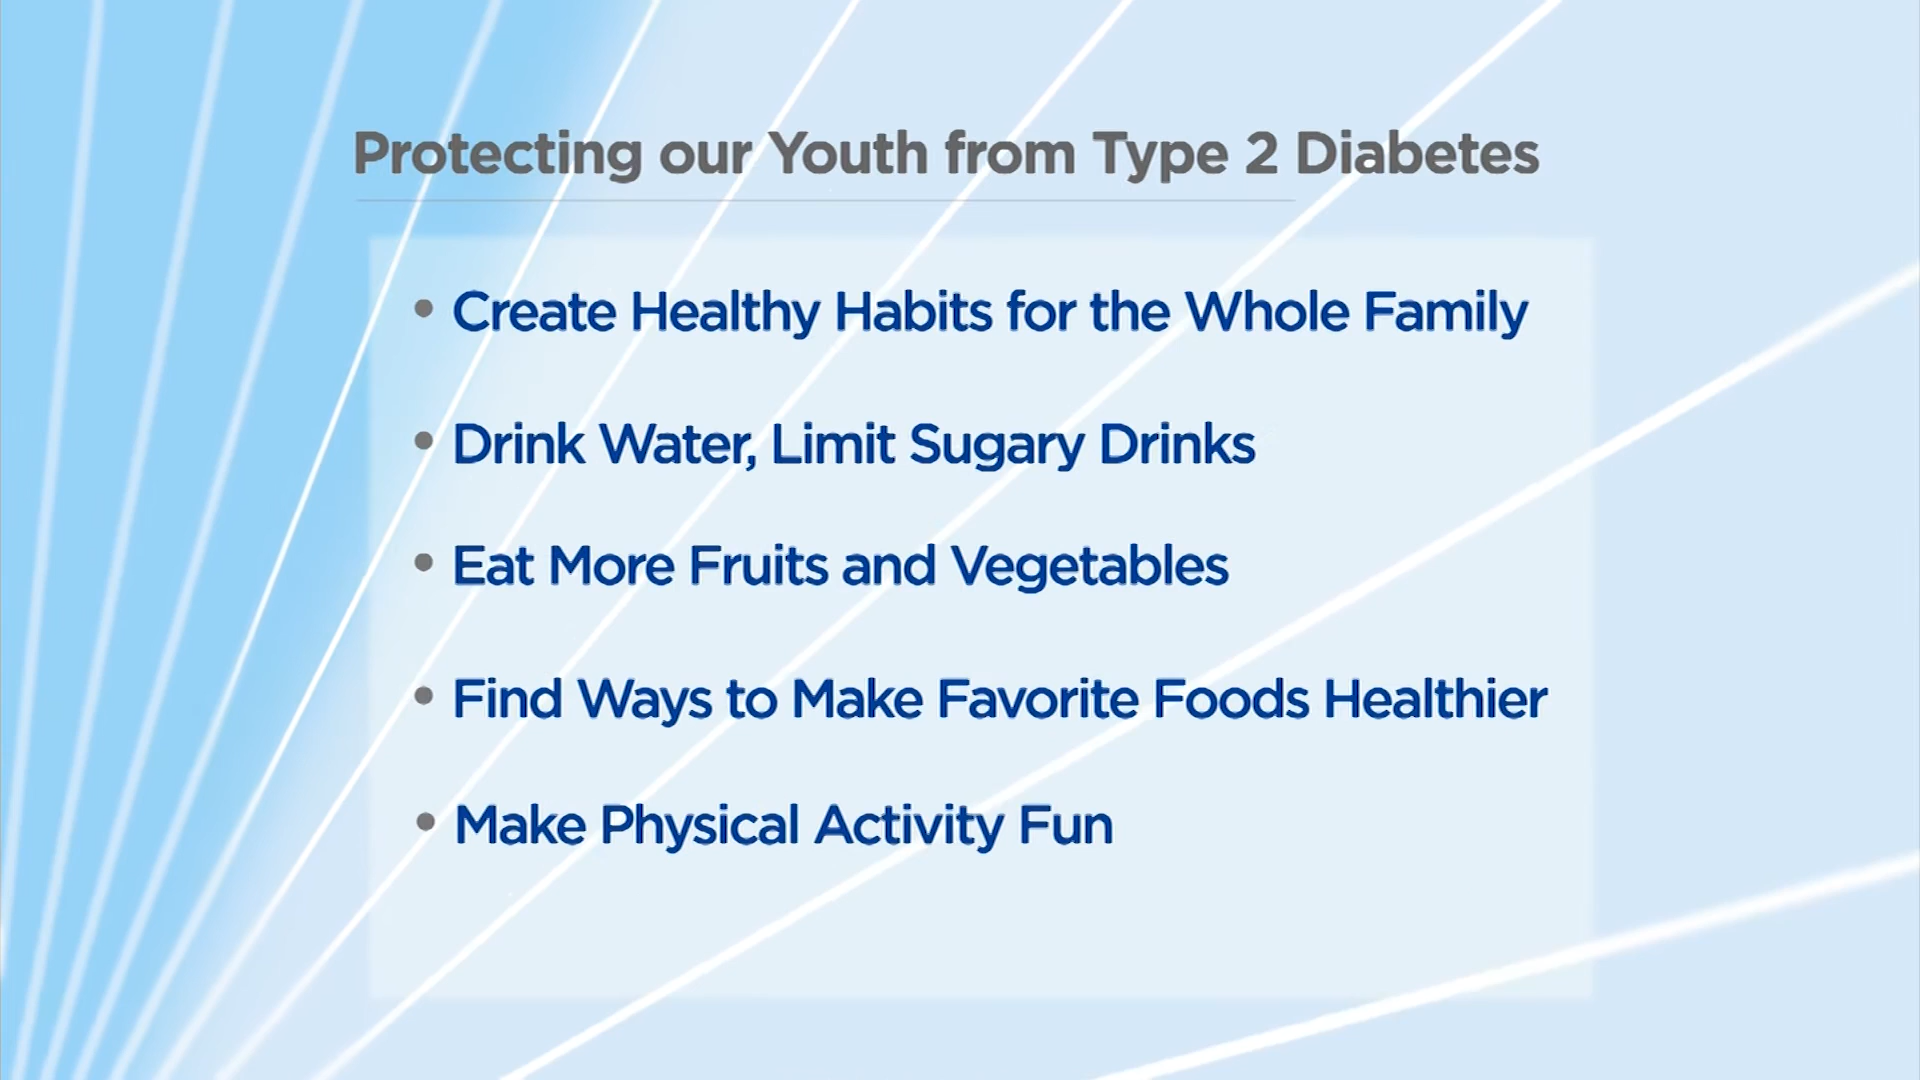 Protecting our Youth from Type 2 Diabetes
• Create Healthy Habits for the Whole Family
• Drink Water, Limit Sugary Drinks
• Eat More Fruits and Vegetables
• Find Ways to Make Favorite Foods Healthier
• Make Physical Activity Fun